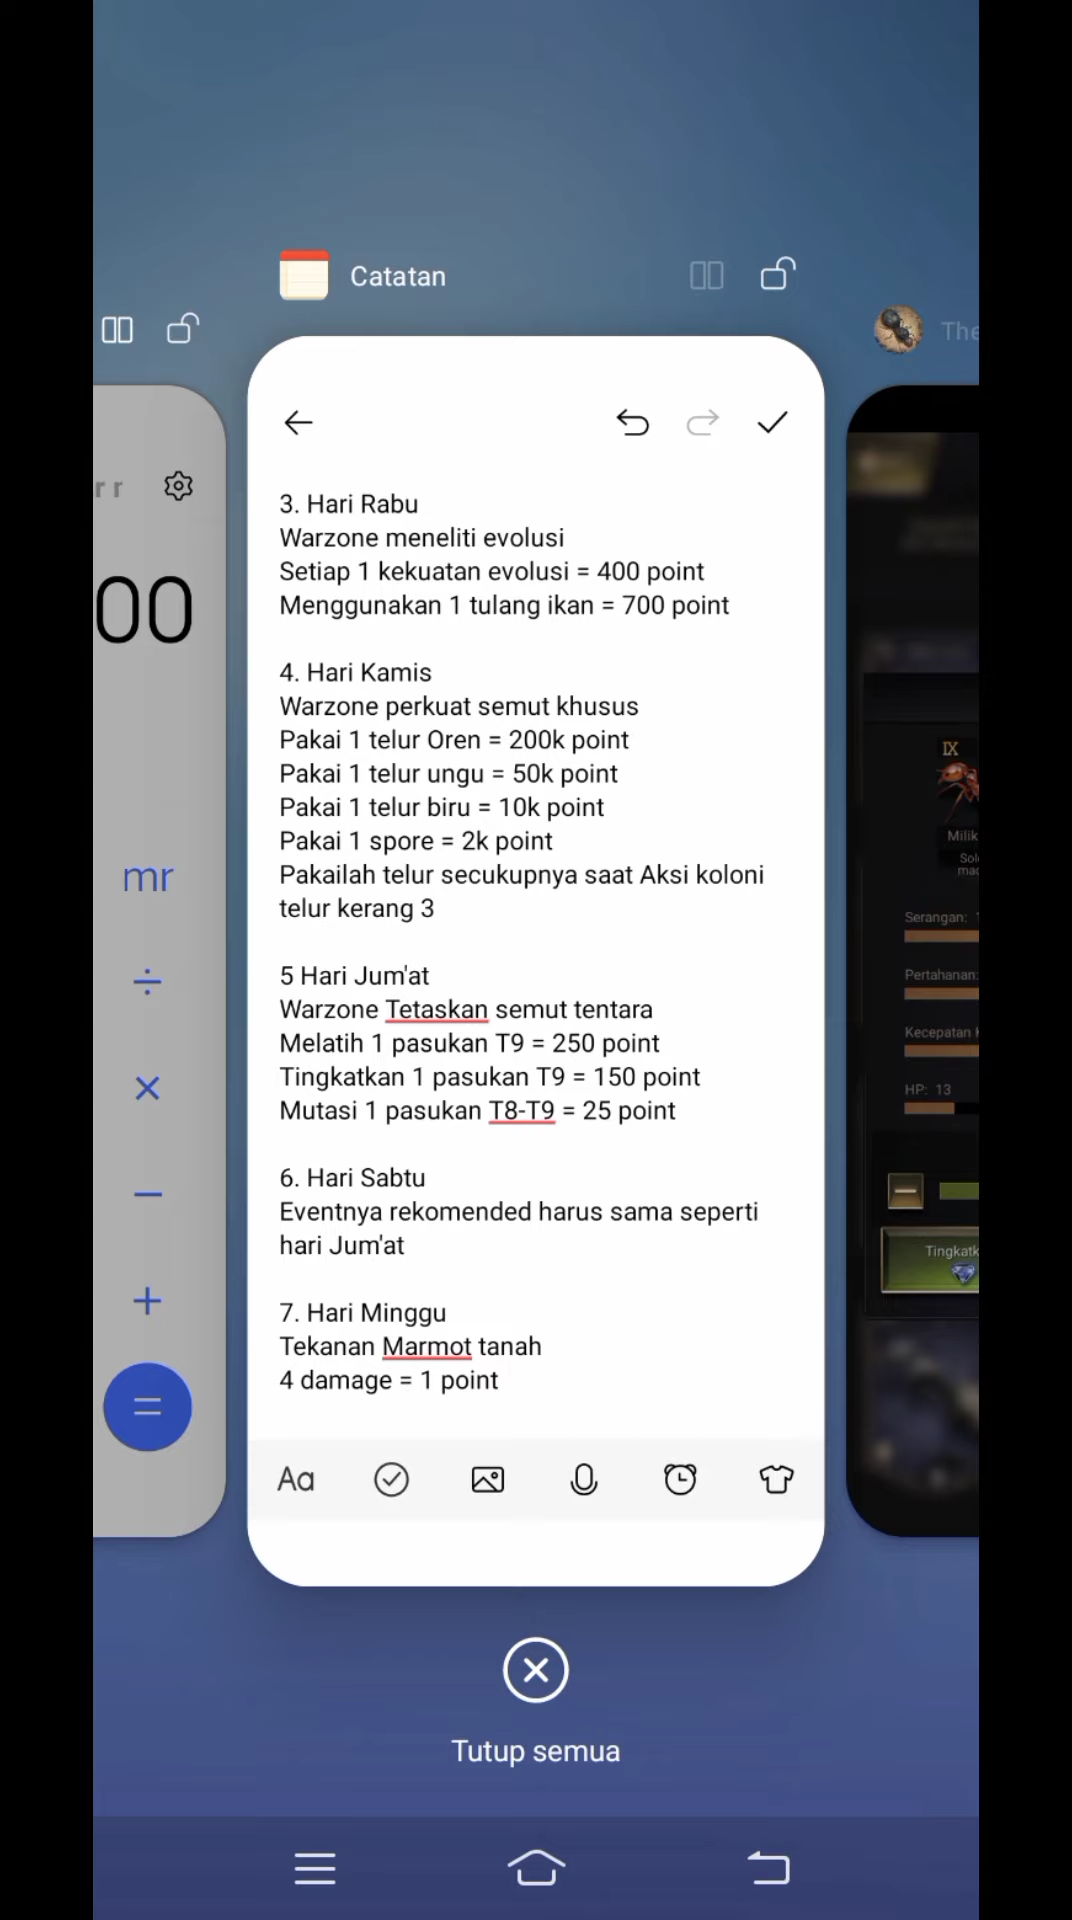 Catatan
The
rr
00
3. Hari Rabu
Warzone meneliti evolusi
Setiap 1 kekuatan evolusi = 400 point
Menggunakan 1 tulang ikan = 700 point
4. Hari Kamis
Warzone perkuat semut khusus
Pakai 1 telur Oren = 200k point
Pakai 1 telur ungu = 50k point
Pakai 1 telur biru = 10k point
Pakai 1 spore = 2k point
Pakailah telur secukupnya saat Aksi koloni
telur kerang 3
5 Hari Jum'at
Warzone Tetaskan semut tentara
Melatih 1 pasukan T9 = 250 point
Tingkatkan 1 pasukan T9 = 150 point
Mutasi 1 pasukan T8-T9 = 25 point
6. Hari Sabtu
Eventnya rekomended harus sama seperti
hari Jum'at
7. Hari Minggu
Tekanan Marmot tanah
4 damage = 1 point
Aa
mr
÷
×
−
+
=
IX
Milik
Serangan:
Pertahanan:
Kecepatan
HP: 13
Tingkatk
Tutup semua